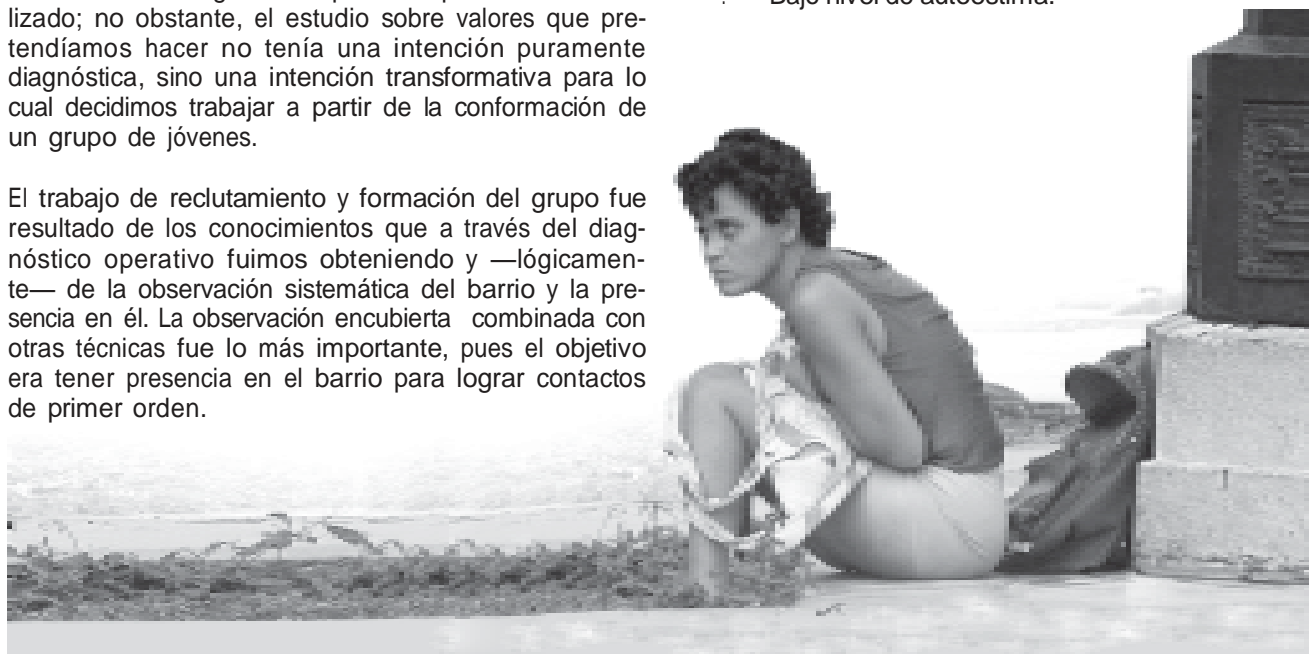 lizado; no obstante, el estudio sobre valores que pre-
tendíamos hacer no tenía una intención puramente
diagnóstica, sino una intención transformativa para lo
cual decidimos trabajar a partir de la conformación de
un grupo de jóvenes.
El trabajo de reclutamiento y formación del grupo fue
resultado de los conocimientos que a través del diag-
nóstico operativo fuimos obteniendo y —lógicamen-
te— de la observación sistemática del barrio y la pre-
sencia en él. La observación encubierta combinada con
otras técnicas fue lo más importante, pues el objetivo
era tener presencia en el barrio para lograr contactos
de primer orden.
Bajo nivel de autoestima.